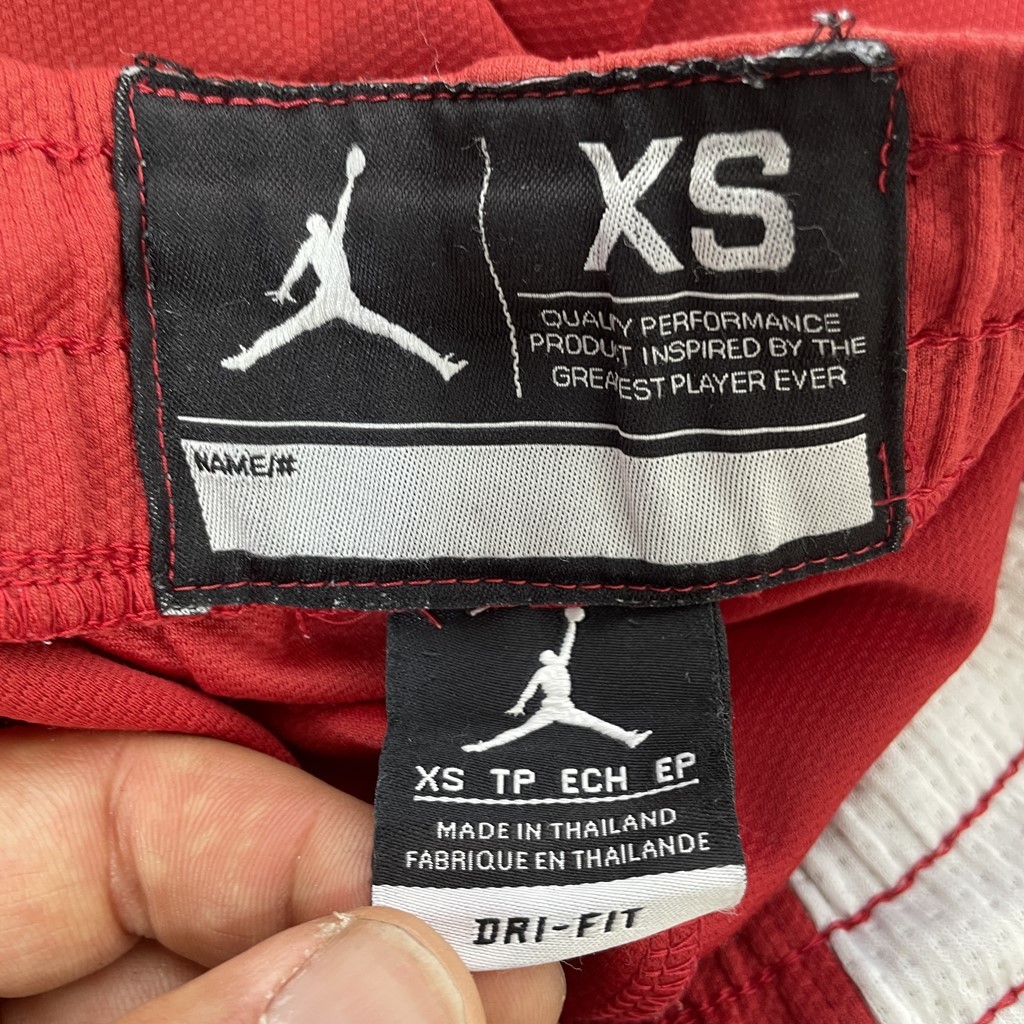 XS
QUALITY PERFORMANCE
PRODUCT INSPIRED BY THE
GREATEST PLAYER EVER
NAME/#
XS TP ECH EP
MADE IN THAILAND
FABRIQUE EN THAILANDE
DRI-FIT